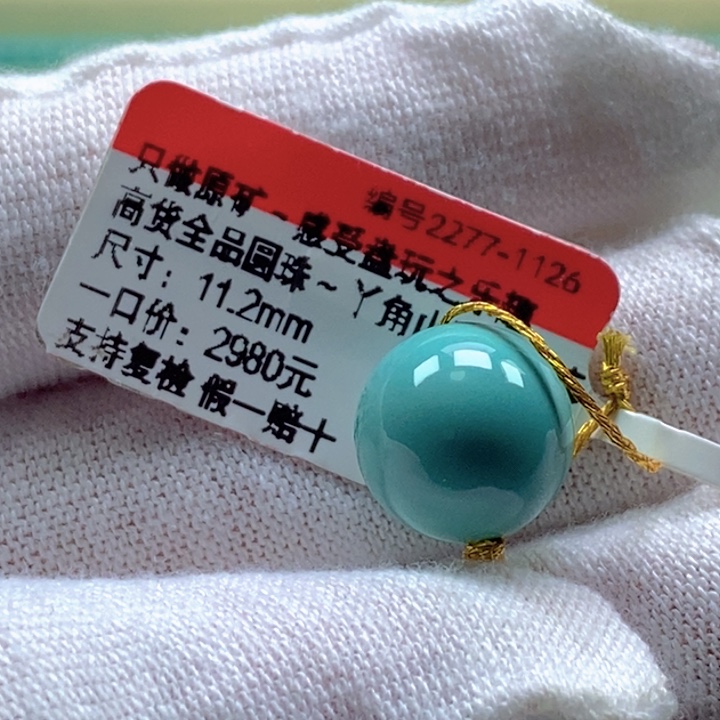 编号2277-1126
只做原矿~感受盘玩之乐趣
高货全品圆珠~丫角山
尺寸：11.2mm
一口价：2980元
支持复检 假一赔十